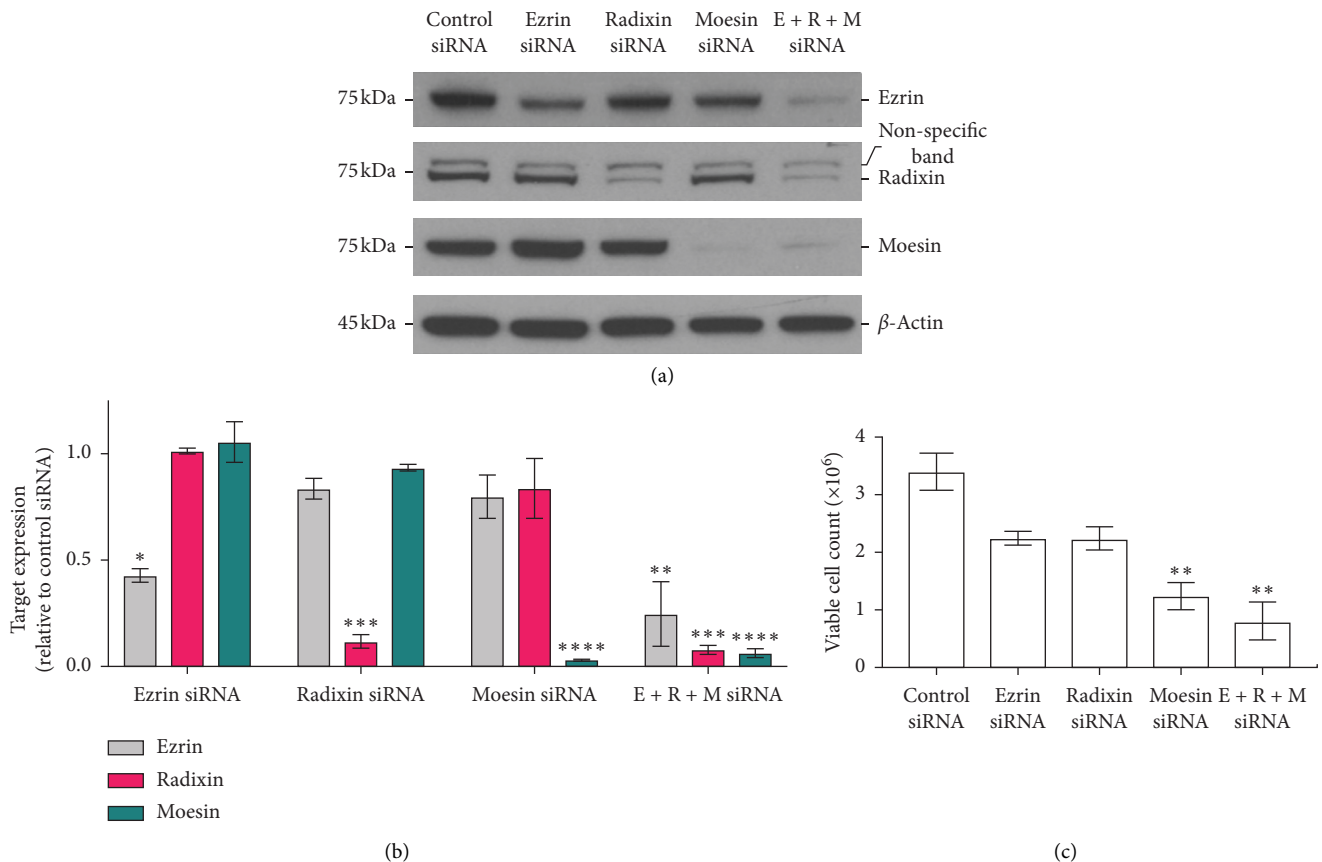 Control Ezrin Radixin Moesin E + R + M
siRNA siRNA siRNA siRNA siRNA
75 kDa Ezrin
Non-specific
band
75 kDa Radixin
75 kDa Moesin
45 kDa β-Actin
(a)
Target expression
(relative to control siRNA)
1.0
0.5
0.0
* *** **** ** *** ****
Ezrin siRNA Radixin siRNA Moesin siRNA E + R + M siRNA
Ezrin
Radixin
Moesin
(b)
Viable cell count (×10⁶)
4
3
2
1
0
** **
Control Ezrin Radixin Moesin E + R + M
siRNA siRNA siRNA siRNA siRNA
(c)